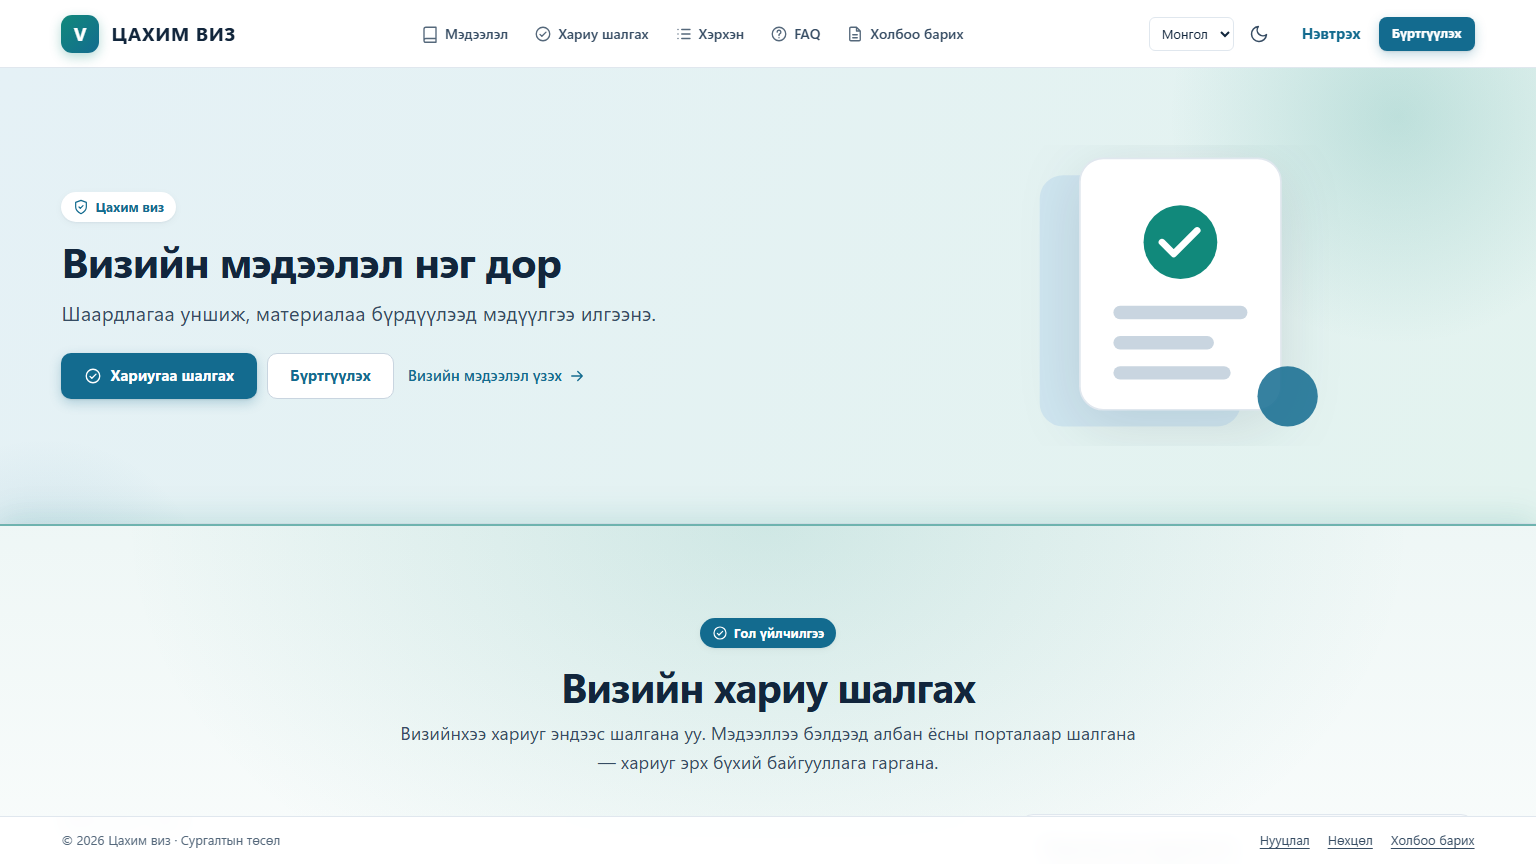 V ЦАХИМ ВИЗ
Мэдээлэл
Хариу шалгах
Хэрхэн
FAQ
Холбоо барих
Монгол
Нэвтрэх
Бүртгүүлэх
Цахим виз
Визийн мэдээлэл нэг дор
Шаардлагаа уншиж, материалаа бүрдүүлээд мэдүүлгээ илгээнэ.
Хариугаа шалгах
Бүртгүүлэх
Визийн мэдээлэл үзэх →
Гол үйлчилгээ
Визийн хариу шалгах
Визийнхээ хариуг эндээс шалгана уу. Мэдээллээ бэлдээд албан ёсны порталаар шалгана
— хариуг эрх бүхий байгууллага гаргана.
© 2026 Цахим виз · Сургалтын төсөл
Нууцлал
Нөхцөл
Холбоо барих